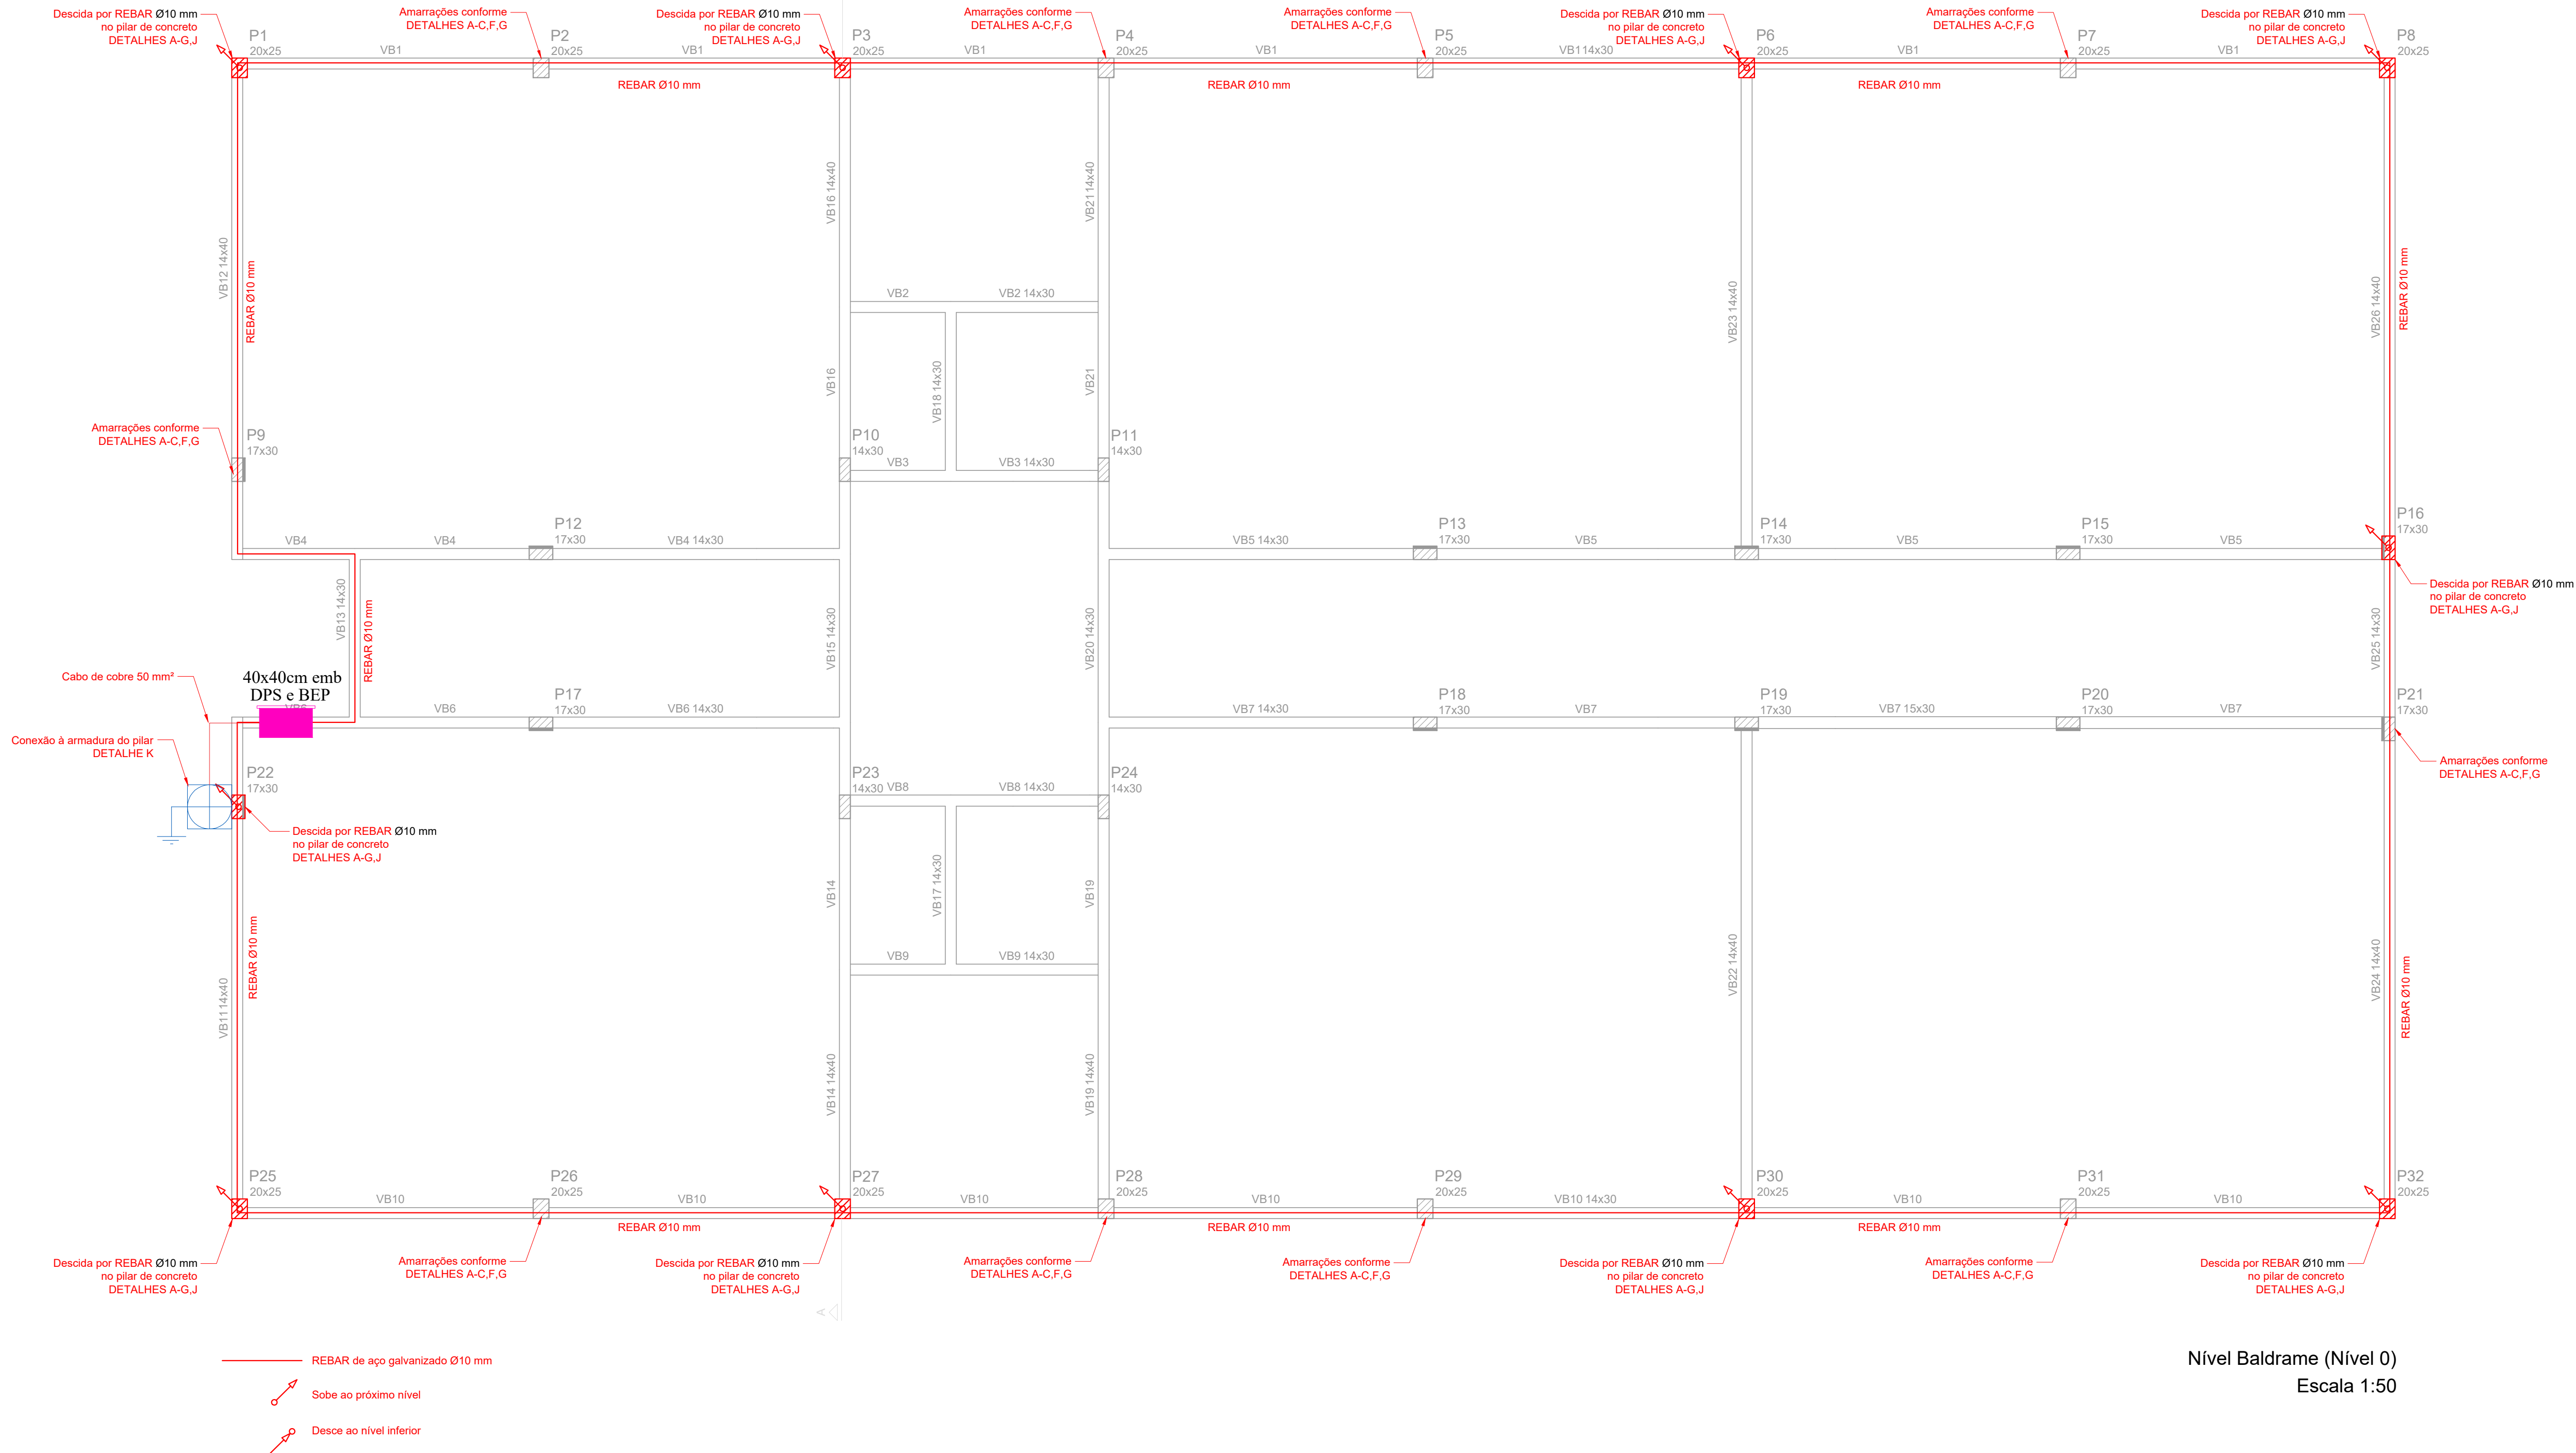 Descida por REBAR Ø10 mm
no pilar de concreto
DETALHES A-G,J
Amarrações conforme
DETALHES A-C,F,G
Descida por REBAR Ø10 mm
no pilar de concreto
DETALHES A-G,J
Amarrações conforme
DETALHES A-C,F,G
Amarrações conforme
DETALHES A-C,F,G
Descida por REBAR Ø10 mm
no pilar de concreto
DETALHES A-G,J
Amarrações conforme
DETALHES A-C,F,G
Descida por REBAR Ø10 mm
no pilar de concreto
DETALHES A-G,J
P1
20x25
VB1
P2
20x25
VB1
P3
20x25
VB1
P4
20x25
VB1
P5
20x25
VB1 14x30
P6
20x25
VB1
P7
20x25
VB1
P8
20x25
REBAR Ø10 mm
REBAR Ø10 mm
REBAR Ø10 mm
VB12 14x40
REBAR Ø10 mm
VB16 14x40
VB21 14x40
VB23 14x40
VB26 14x40
REBAR Ø10 mm
VB2
VB2 14x30
VB16
VB18 14x30
VB21
Amarrações conforme
DETALHES A-C,F,G
P9
17x30
P10
14x30
VB3
VB3 14x30
P11
14x30
VB4
VB4
P12
17x30
VB4 14x30
VB5 14x30
P13
17x30
VB5
P14
17x30
VB5
P15
17x30
VB5
P16
17x30
Descida por REBAR Ø10 mm
no pilar de concreto
DETALHES A-G,J
VB13 14x30
REBAR Ø10 mm
VB15 14x30
VB20 14x30
VB25 14x30
Cabo de cobre 50 mm²
40x40cm emb
DPS e BEP
VB6
P17
17x30
VB6 14x30
VB7 14x30
P18
17x30
VB7
P19
17x30
VB7 15x30
P20
17x30
VB7
P21
17x30
Conexão à armadura do pilar
DETALHE K
Amarrações conforme
DETALHES A-C,F,G
P22
17x30
P23
14x30
VB8
VB8 14x30
P24
14x30
Descida por REBAR Ø10 mm
no pilar de concreto
DETALHES A-G,J
VB11 14x40
REBAR Ø10 mm
VB14
VB17 14x30
VB19
VB22 14x40
VB24 14x40
REBAR Ø10 mm
VB9
VB9 14x30
VB14 14x40
VB19 14x40
P25
20x25
VB10
P26
20x25
VB10
P27
20x25
VB10
P28
20x25
VB10
P29
20x25
VB10 14x30
P30
20x25
VB10
P31
20x25
VB10
P32
20x25
REBAR Ø10 mm
REBAR Ø10 mm
REBAR Ø10 mm
Descida por REBAR Ø10 mm
no pilar de concreto
DETALHES A-G,J
Amarrações conforme
DETALHES A-C,F,G
Descida por REBAR Ø10 mm
no pilar de concreto
DETALHES A-G,J
Amarrações conforme
DETALHES A-C,F,G
Amarrações conforme
DETALHES A-C,F,G
Descida por REBAR Ø10 mm
no pilar de concreto
DETALHES A-G,J
Amarrações conforme
DETALHES A-C,F,G
Descida por REBAR Ø10 mm
no pilar de concreto
DETALHES A-G,J
A
REBAR de aço galvanizado Ø10 mm
Sobe ao próximo nível
Desce ao nível inferior
Nível Baldrame (Nível 0)
Escala 1:50